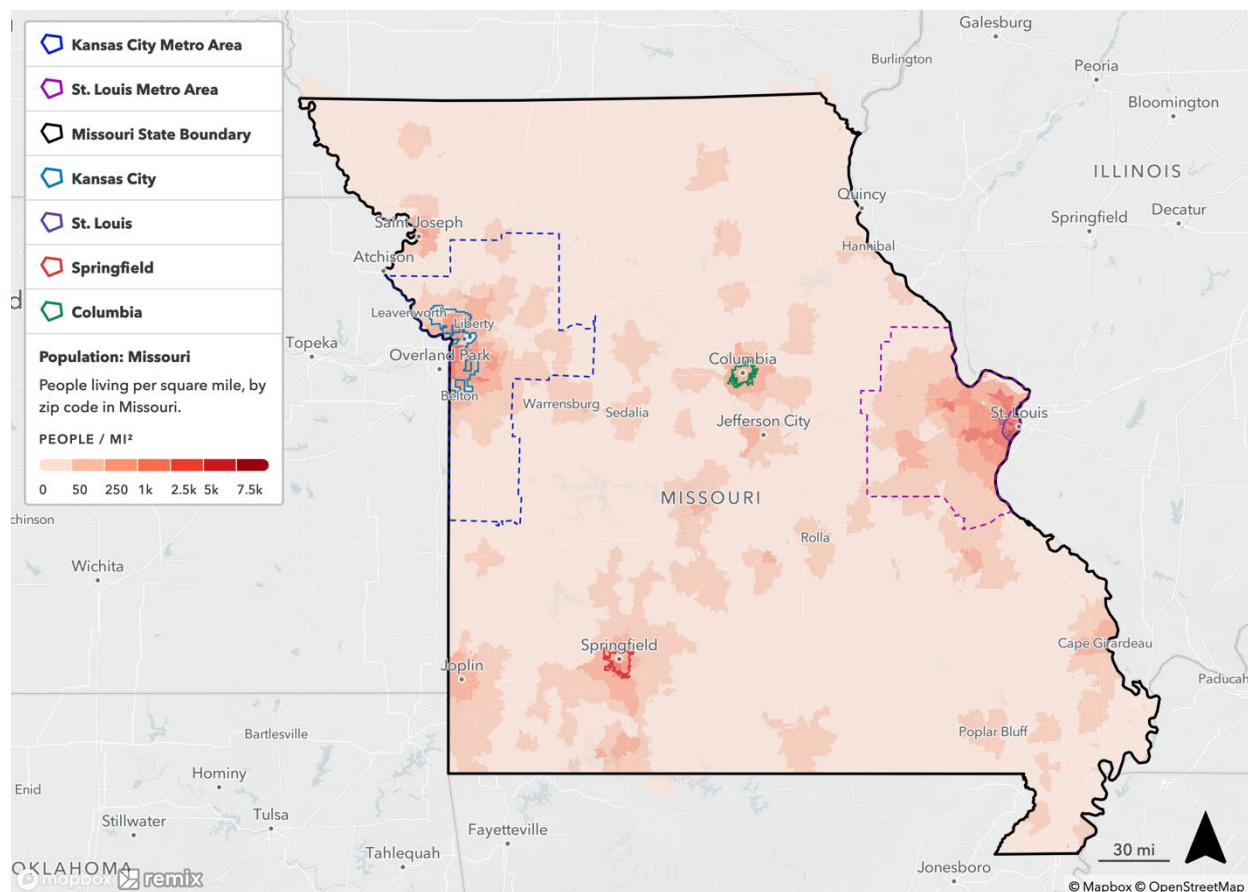 Kansas City Metro Area
St. Louis Metro Area
Missouri State Boundary
Kansas City
St. Louis
Springfield
Columbia
Population: Missouri
People living per square mile, by
zip code in Missouri.
PEOPLE / MI²
0 50 250 1k 2.5k 5k 7.5k
Galesburg
Burlington
Peoria
Bloomington
ILLINOIS
Quincy
Springfield
Decatur
Hannibal
Saint Joseph
Atchison
Leavenworth
Liberty
Topeka
Overland Park
Belton
Warrensburg
Sedalia
Columbia
Jefferson City
St. Louis
MISSOURI
Rolla
chinson
Wichita
Springfield
Joplin
Cape Girardeau
Paducah
Poplar Bluff
Bartlesville
Hominy
Enid
Stillwater
Tulsa
Fayetteville
Tahlequah
Jonesboro
OKLAHOMA
30 mi
mapbox remix
© Mapbox © OpenStreetMap